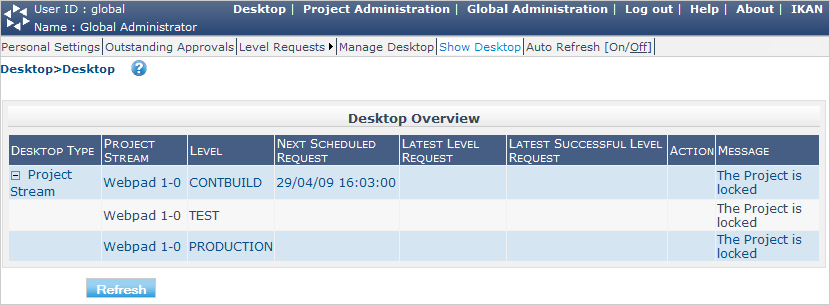 User ID : global Desktop | Project Administration | Global Administration | Log out | Help | About | IKAN
Name : Global Administrator
Personal Settings | Outstanding Approvals | Level Requests | Manage Desktop | Show Desktop | Auto Refresh [On/Off]
Desktop>Desktop ?
Desktop Overview
DESKTOP TYPE PROJECT STREAM LEVEL NEXT SCHEDULED REQUEST LATEST LEVEL REQUEST LATEST SUCCESSFUL LEVEL REQUEST ACTION MESSAGE
Project Stream Webpad 1-0 CONTBUILD 29/04/09 16:03:00 The Project is locked
Webpad 1-0 TEST The Project is locked
Webpad 1-0 PRODUCTION The Project is locked
Refresh